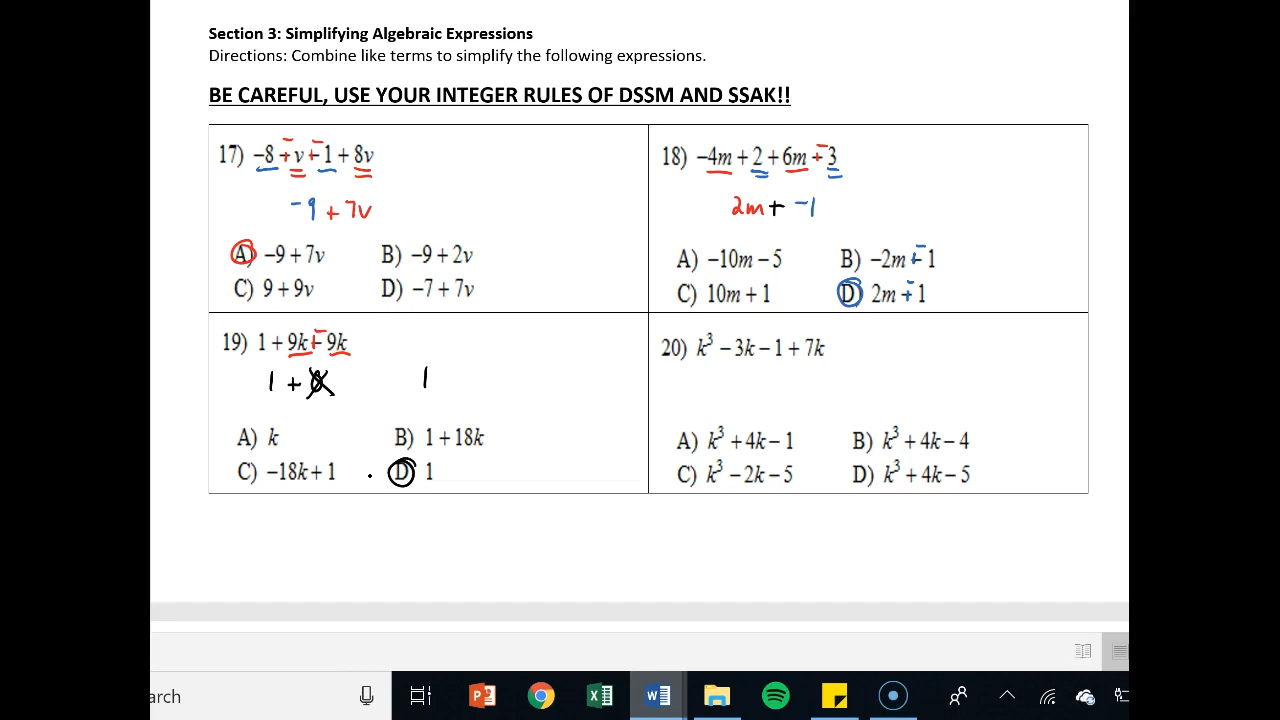 Section 3: Simplifying Algebraic Expressions
Directions: Combine like terms to simplify the following expressions.
BE CAREFUL, USE YOUR INTEGER RULES OF DSSM AND SSAK!!
17) −8 − v − 1 + 8v
-9 + 7v
A) −9 + 7v B) −9 + 2v
C) 9 + 9v D) −7 + 7v
18) −4m + 2 + 6m − 3
2m + -1
A) −10m − 5 B) −2m − 1
C) 10m + 1 D) 2m − 1
19) 1 + 9k − 9k
1 + 0 1
A) k B) 1 + 18k
C) −18k + 1 D) 1
20) k³ − 3k − 1 + 7k
A) k³ + 4k − 1 B) k³ + 4k − 4
C) k³ − 2k − 5 D) k³ + 4k − 5
arch